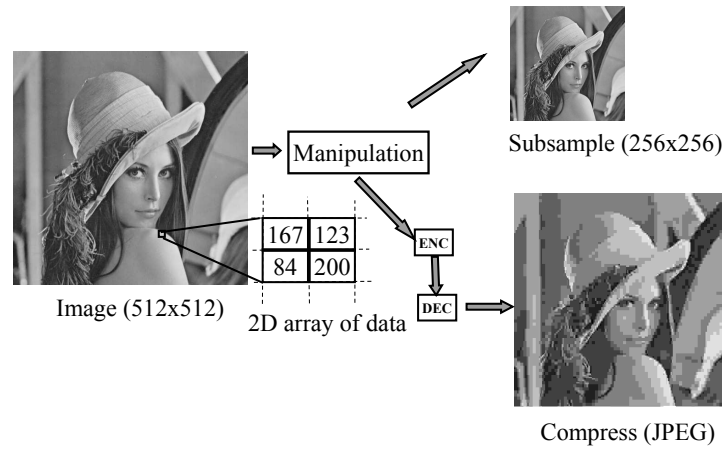 Subsample (256x256)
Manipulation
167 123
84 200
ENC
DEC
Image (512x512)
2D array of data
Compress (JPEG)